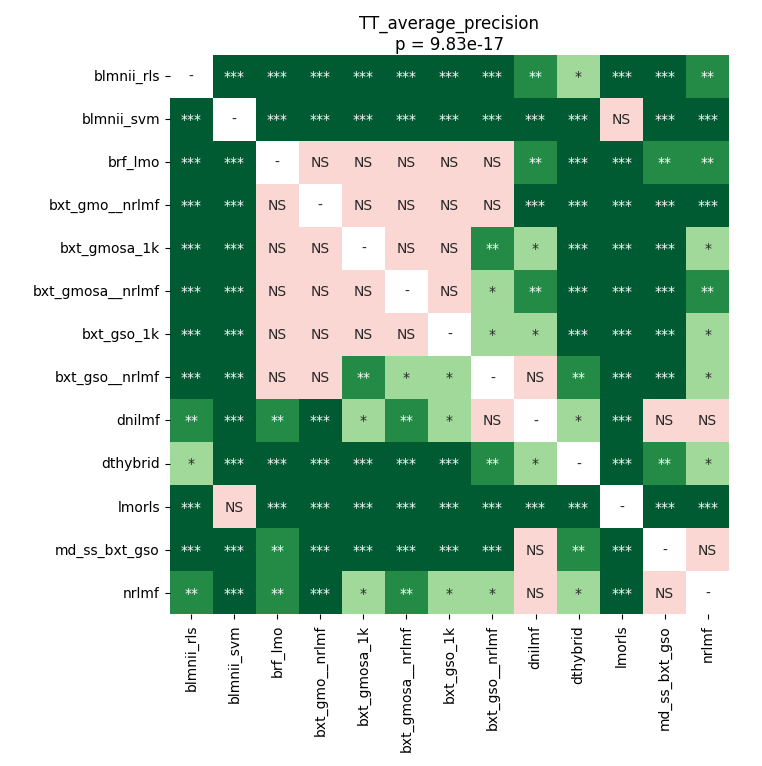 TT_average_precision
p = 9.83e-17
blmnii_rls - *** *** *** *** *** *** *** ** * *** *** **
blmnii_svm *** - *** *** *** *** *** *** *** *** NS *** ***
brf_lmo *** *** - NS NS NS NS NS ** *** *** ** **
bxt_gmo__nrlmf *** *** NS - NS NS NS NS *** *** *** *** ***
bxt_gmosa_1k *** *** NS NS - NS NS ** * *** *** *** *
bxt_gmosa__nrlmf *** *** NS NS NS - NS * ** *** *** *** **
bxt_gso_1k *** *** NS NS NS NS - * * *** *** *** *
bxt_gso__nrlmf *** *** NS NS ** * * - NS ** *** *** *
dnilmf ** *** ** *** * ** * NS - * *** NS NS
dthybrid * *** *** *** *** *** *** ** * - *** ** *
lmorls *** NS *** *** *** *** *** *** *** *** - *** ***
md_ss_bxt_gso *** *** ** *** *** *** *** *** NS ** *** - NS
nrlmf ** *** ** *** * ** * * NS * *** NS -
blmnii_rls
blmnii_svm
brf_lmo
bxt_gmo__nrlmf
bxt_gmosa_1k
bxt_gmosa__nrlmf
bxt_gso_1k
bxt_gso__nrlmf
dnilmf
dthybrid
lmorls
md_ss_bxt_gso
nrlmf